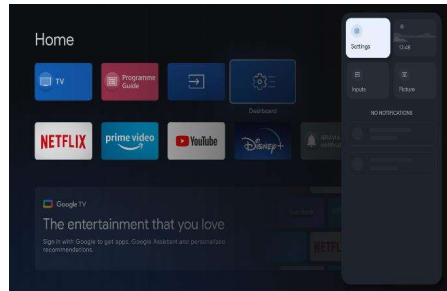 Home
TV
Programme
Guide
Dashboard
NETFLIX
prime video
YouTube
Disney+
Google TV
The entertainment that you love
Sign in with Google to get apps, Google Assistant and personalized
recommendations.
NETFL
Settings
Inputs
Picture
NO NOTIFICATIONS